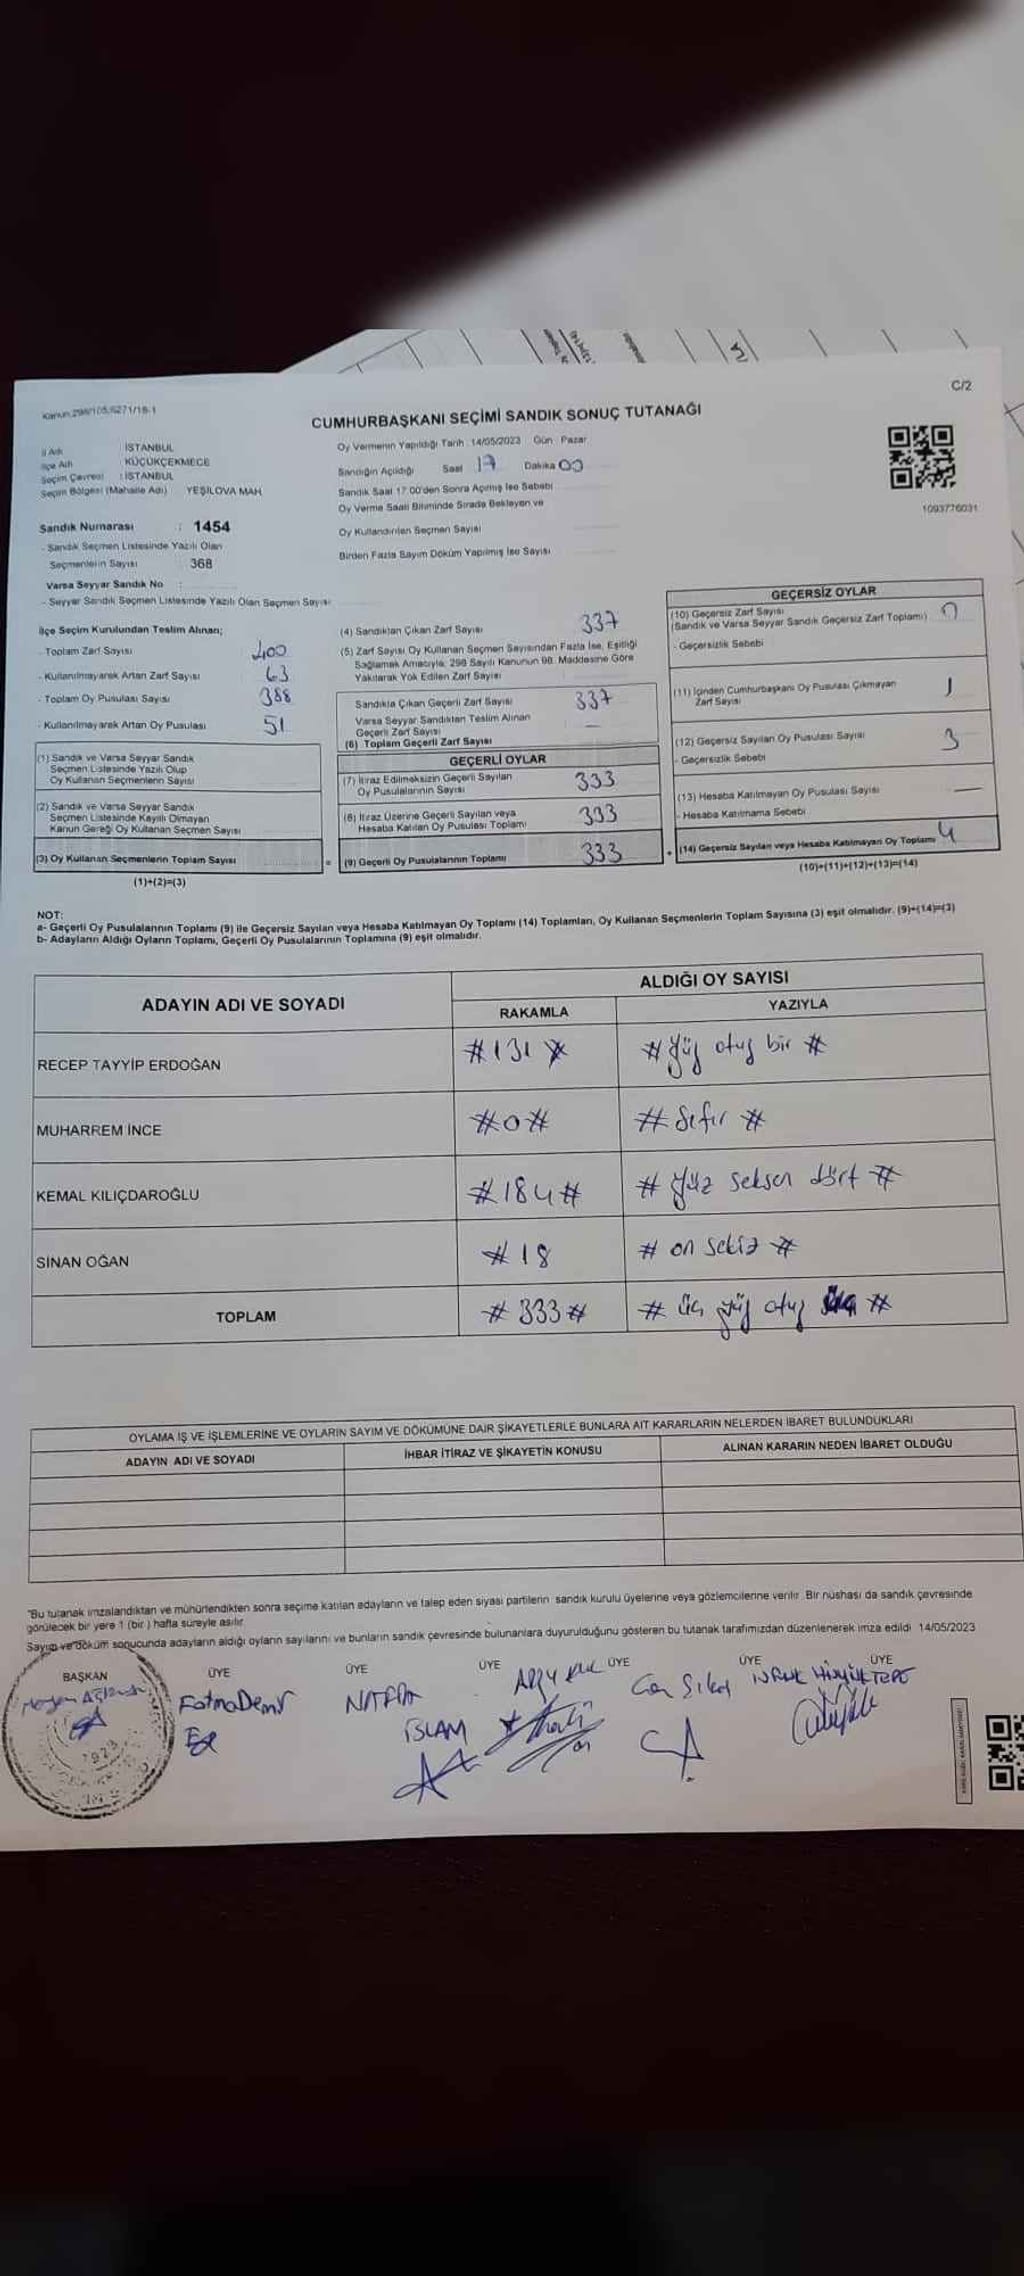 C/2
Kanun:298/105,6271/18-1
CUMHURBAŞKANI SEÇİMİ SANDIK SONUÇ TUTANAĞI
İl Adı : İSTANBUL
İlçe Adı : KÜÇÜKÇEKMECE
Seçim Çevresi : İSTANBUL
Seçim Bölgesi (Mahalle Adı) YEŞİLOVA MAH.
Sandık Numarası : 1454
- Sandık Seçmen Listesinde Yazılı Olan
Seçmenlerin Sayısı 368
Varsa Seyyar Sandık No :
- Seyyar Sandık Seçmen Listesinde Yazılı Olan Seçmen Sayısı
Oy Vermenin Yapıldığı Tarih : 14/05/2023 Gün : Pazar
Sandığın Açıldığı Saat 17 Dakika 00
Sandık Saat 17:00'den Sonra Açılmış İse Sebebi
Oy Verme Saati Bitiminde Sırada Bekleyen ve
Oy Kullandırılan Seçmen Sayısı
Birden Fazla Sayım Döküm Yapılmış İse Sayısı
1093776031
İlçe Seçim Kurulundan Teslim Alınan;
- Toplam Zarf Sayısı 400
- Kullanılmayarak Artan Zarf Sayısı 63
- Toplam Oy Pusulası Sayısı 388
- Kullanılmayarak Artan Oy Pusulası 51
(1) Sandık ve Varsa Seyyar Sandık
Seçmen Listesinde Yazılı Olup
Oy Kullanan Seçmenlerin Sayısı
(2) Sandık ve Varsa Seyyar Sandık
Seçmen Listesinde Kayıtlı Olmayan
Kanun Gereği Oy Kullanan Seçmen Sayısı
(3) Oy Kullanan Seçmenlerin Toplam Sayısı =
(1)+(2)=(3)
(4) Sandıktan Çıkan Zarf Sayısı 337
(5) Zarf Sayısı Oy Kullanan Seçmen Sayısından Fazla İse, Eşitliği
Sağlamak Amacıyla; 298 Sayılı Kanunun 98. Maddesine Göre
Yakılarak Yok Edilen Zarf Sayısı
Sandıkta Çıkan Geçerli Zarf Sayısı 337
Varsa Seyyar Sandıktan Teslim Alınan
Geçerli Zarf Sayısı —
(6) Toplam Geçerli Zarf Sayısı
GEÇERLİ OYLAR
(7) İtiraz Edilmeksizin Geçerli Sayılan
Oy Pusulalarının Sayısı 333
(8) İtiraz Üzerine Geçerli Sayılan veya
Hesaba Katılan Oy Pusulası Toplamı 333
(9) Geçerli Oy Pusulalarının Toplamı 333 +
GEÇERSİZ OYLAR
(10) Geçersiz Zarf Sayısı
(Sandık ve Varsa Seyyar Sandık Geçersiz Zarf Toplamı) 0
- Geçersizlik Sebebi
(11) İçinden Cumhurbaşkanı Oy Pusulası Çıkmayan
Zarf Sayısı 1
(12) Geçersiz Sayılan Oy Pusulası Sayısı 3
- Geçersizlik Sebebi
(13) Hesaba Katılmayan Oy Pusulası Sayısı —
- Hesaba Katılmama Sebebi
(14) Geçersiz Sayılan veya Hesaba Katılmayan Oy Toplamı 4
(10)+(11)+(12)+(13)=(14)
NOT:
a- Geçerli Oy Pusulalarının Toplamı (9) ile Geçersiz Sayılan veya Hesaba Katılmayan Oy Toplamı (14) Toplamları, Oy Kullanan Seçmenlerin Toplam Sayısına (3) eşit olmalıdır. (9)+(14)=(3)
b- Adayların Aldığı Oyların Toplamı, Geçerli Oy Pusulalarının Toplamına (9) eşit olmalıdır.
ADAYIN ADI VE SOYADI ALDIĞI OY SAYISI
RAKAMLA YAZIYLA
RECEP TAYYİP ERDOĞAN #131# #Yüz otuz bir #
MUHARREM İNCE #0# # Sıfır #
KEMAL KILIÇDAROĞLU #184# # Yüz seksen dört #
SİNAN OĞAN #18 # on sekiz #
TOPLAM #333# # üç yüz otuz üç #
OYLAMA İŞ VE İŞLEMLERİNE VE OYLARIN SAYIM VE DÖKÜMÜNE DAİR ŞİKAYETLERLE BUNLARA AİT KARARLARIN NELERDEN İBARET BULUNDUKLARI
ADAYIN ADI VE SOYADI İHBAR İTİRAZ VE ŞİKAYETİN KONUSU ALINAN KARARIN NEDEN İBARET OLDUĞU
"Bu tutanak imzalandıktan ve mühürlendikten sonra seçime katılan adayların ve talep eden siyasi partilerin sandık kurulu üyelerine veya gözlemcilerine verilir. Bir nüshası da sandık çevresinde
görülecek bir yere 1 (bir) hafta süreyle asılır.
Sayım ve döküm sonucunda adayların aldığı oyların sayılarını ve bunların sandık çevresinde bulunanlara duyurulduğunu gösteren bu tutanak tarafımızdan düzenlenerek imza edildi. 14/05/2023
BAŞKAN ÜYE ÜYE ÜYE ÜYE ÜYE ÜYE
Fatma Demir
İSLAM
1923